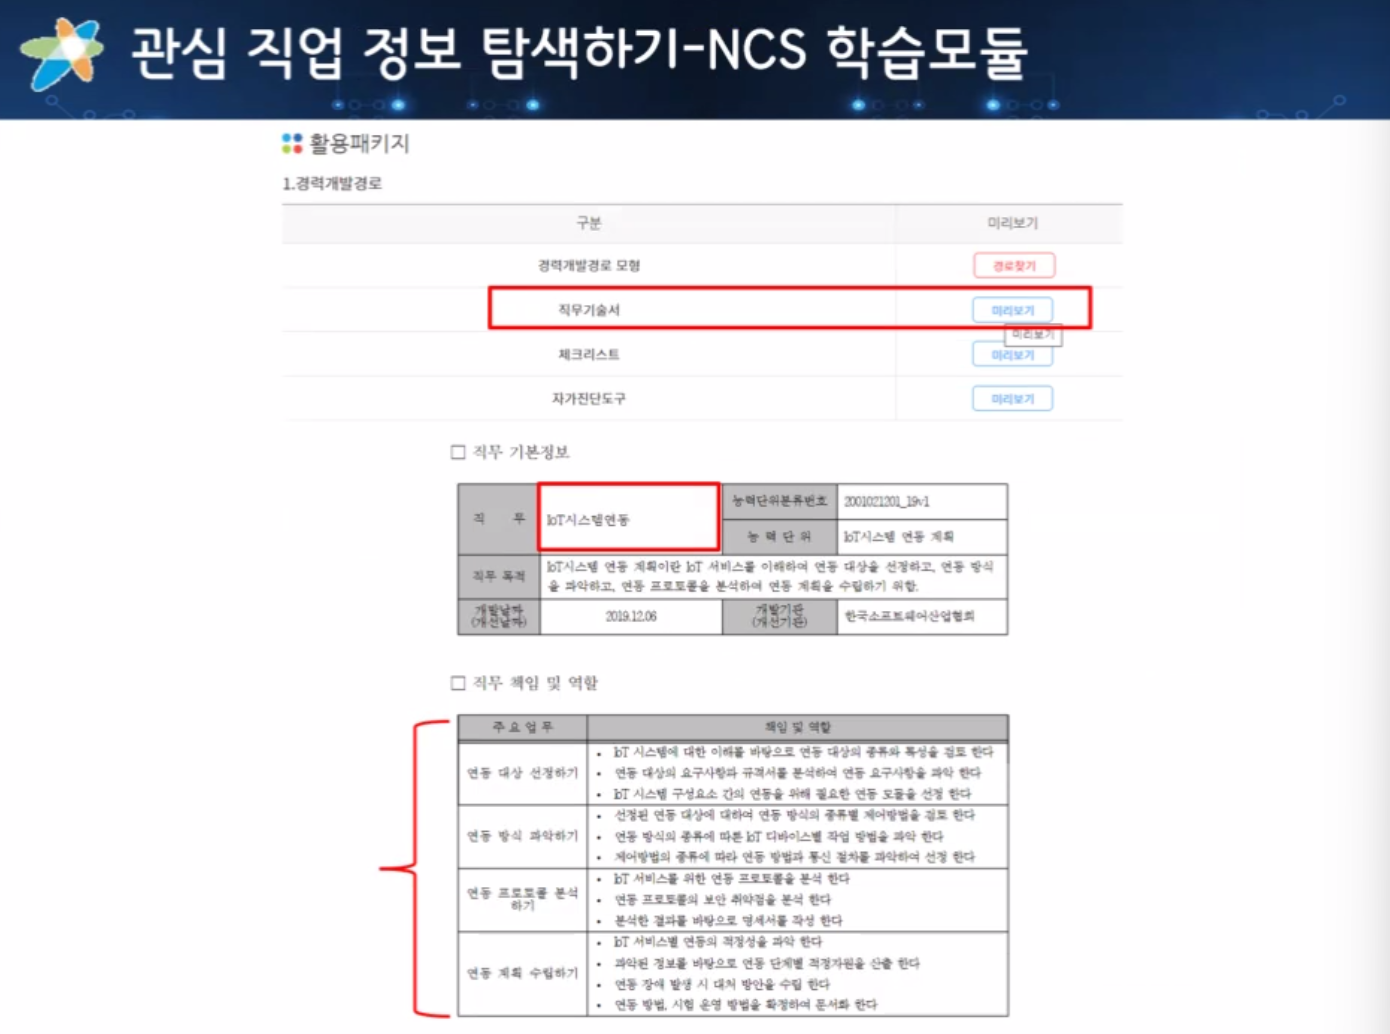 관심 직업 정보 탐색하기-NCS 학습모듈
활용패키지
1.경력개발경로
구분 미리보기
경력개발경로 모형 경로찾기
직무기술서 미리보기
미리보기
체크리스트 미리보기
자가진단도구 미리보기
□ 직무 기본정보
직 무 IoT시스템연동 능력단위분류번호 2001021201_19v1
능력단위 IoT시스템 연동 계획
직무 목적 IoT시스템 연동 계획이란 IoT 서비스를 이해하여 연동 대상을 선정하고, 연동 방식
을 파악하고, 연동 프로토콜을 분석하여 연동 계획을 수립하기 위함.
개발날짜 (개선날짜) 2019.12.06 개발기관 (개선기관) 한국소프트웨어산업협회
□ 직무 책임 및 역할
주요업무 책임 및 역할
연동 대상 선정하기
• IoT 시스템에 대한 이해를 바탕으로 연동 대상의 종류와 특성을 검토 한다
• 연동 대상의 요구사항과 규격서를 분석하여 연동 요구사항을 파악 한다
• IoT 시스템 구성요소 간의 연동을 위해 필요한 연동 모듈을 선정 한다
연동 방식 파악하기
• 선정된 연동 대상에 대하여 연동 방식의 종류별 제어방법을 검토 한다
• 연동 방식의 종류에 따른 IoT 디바이스별 작업 방법을 파악 한다
• 제어방법의 종류에 따라 연동 방법과 통신 절차를 파악하여 선정 한다
연동 프로토콜 분석
하기
• IoT 서비스를 위한 연동 프로토콜을 분석 한다
• 연동 프로토콜의 보안 취약점을 분석 한다
• 분석한 결과를 바탕으로 명세서를 작성 한다
연동 계획 수립하기
• IoT 서비스별 연동의 적정성을 파악 한다
• 파악된 정보를 바탕으로 연동 단계별 적정자원을 산출 한다
• 연동 장애 발생 시 대처 방안을 수립 한다
• 연동 방법, 시험 운영 방법을 확정하여 문서화 한다